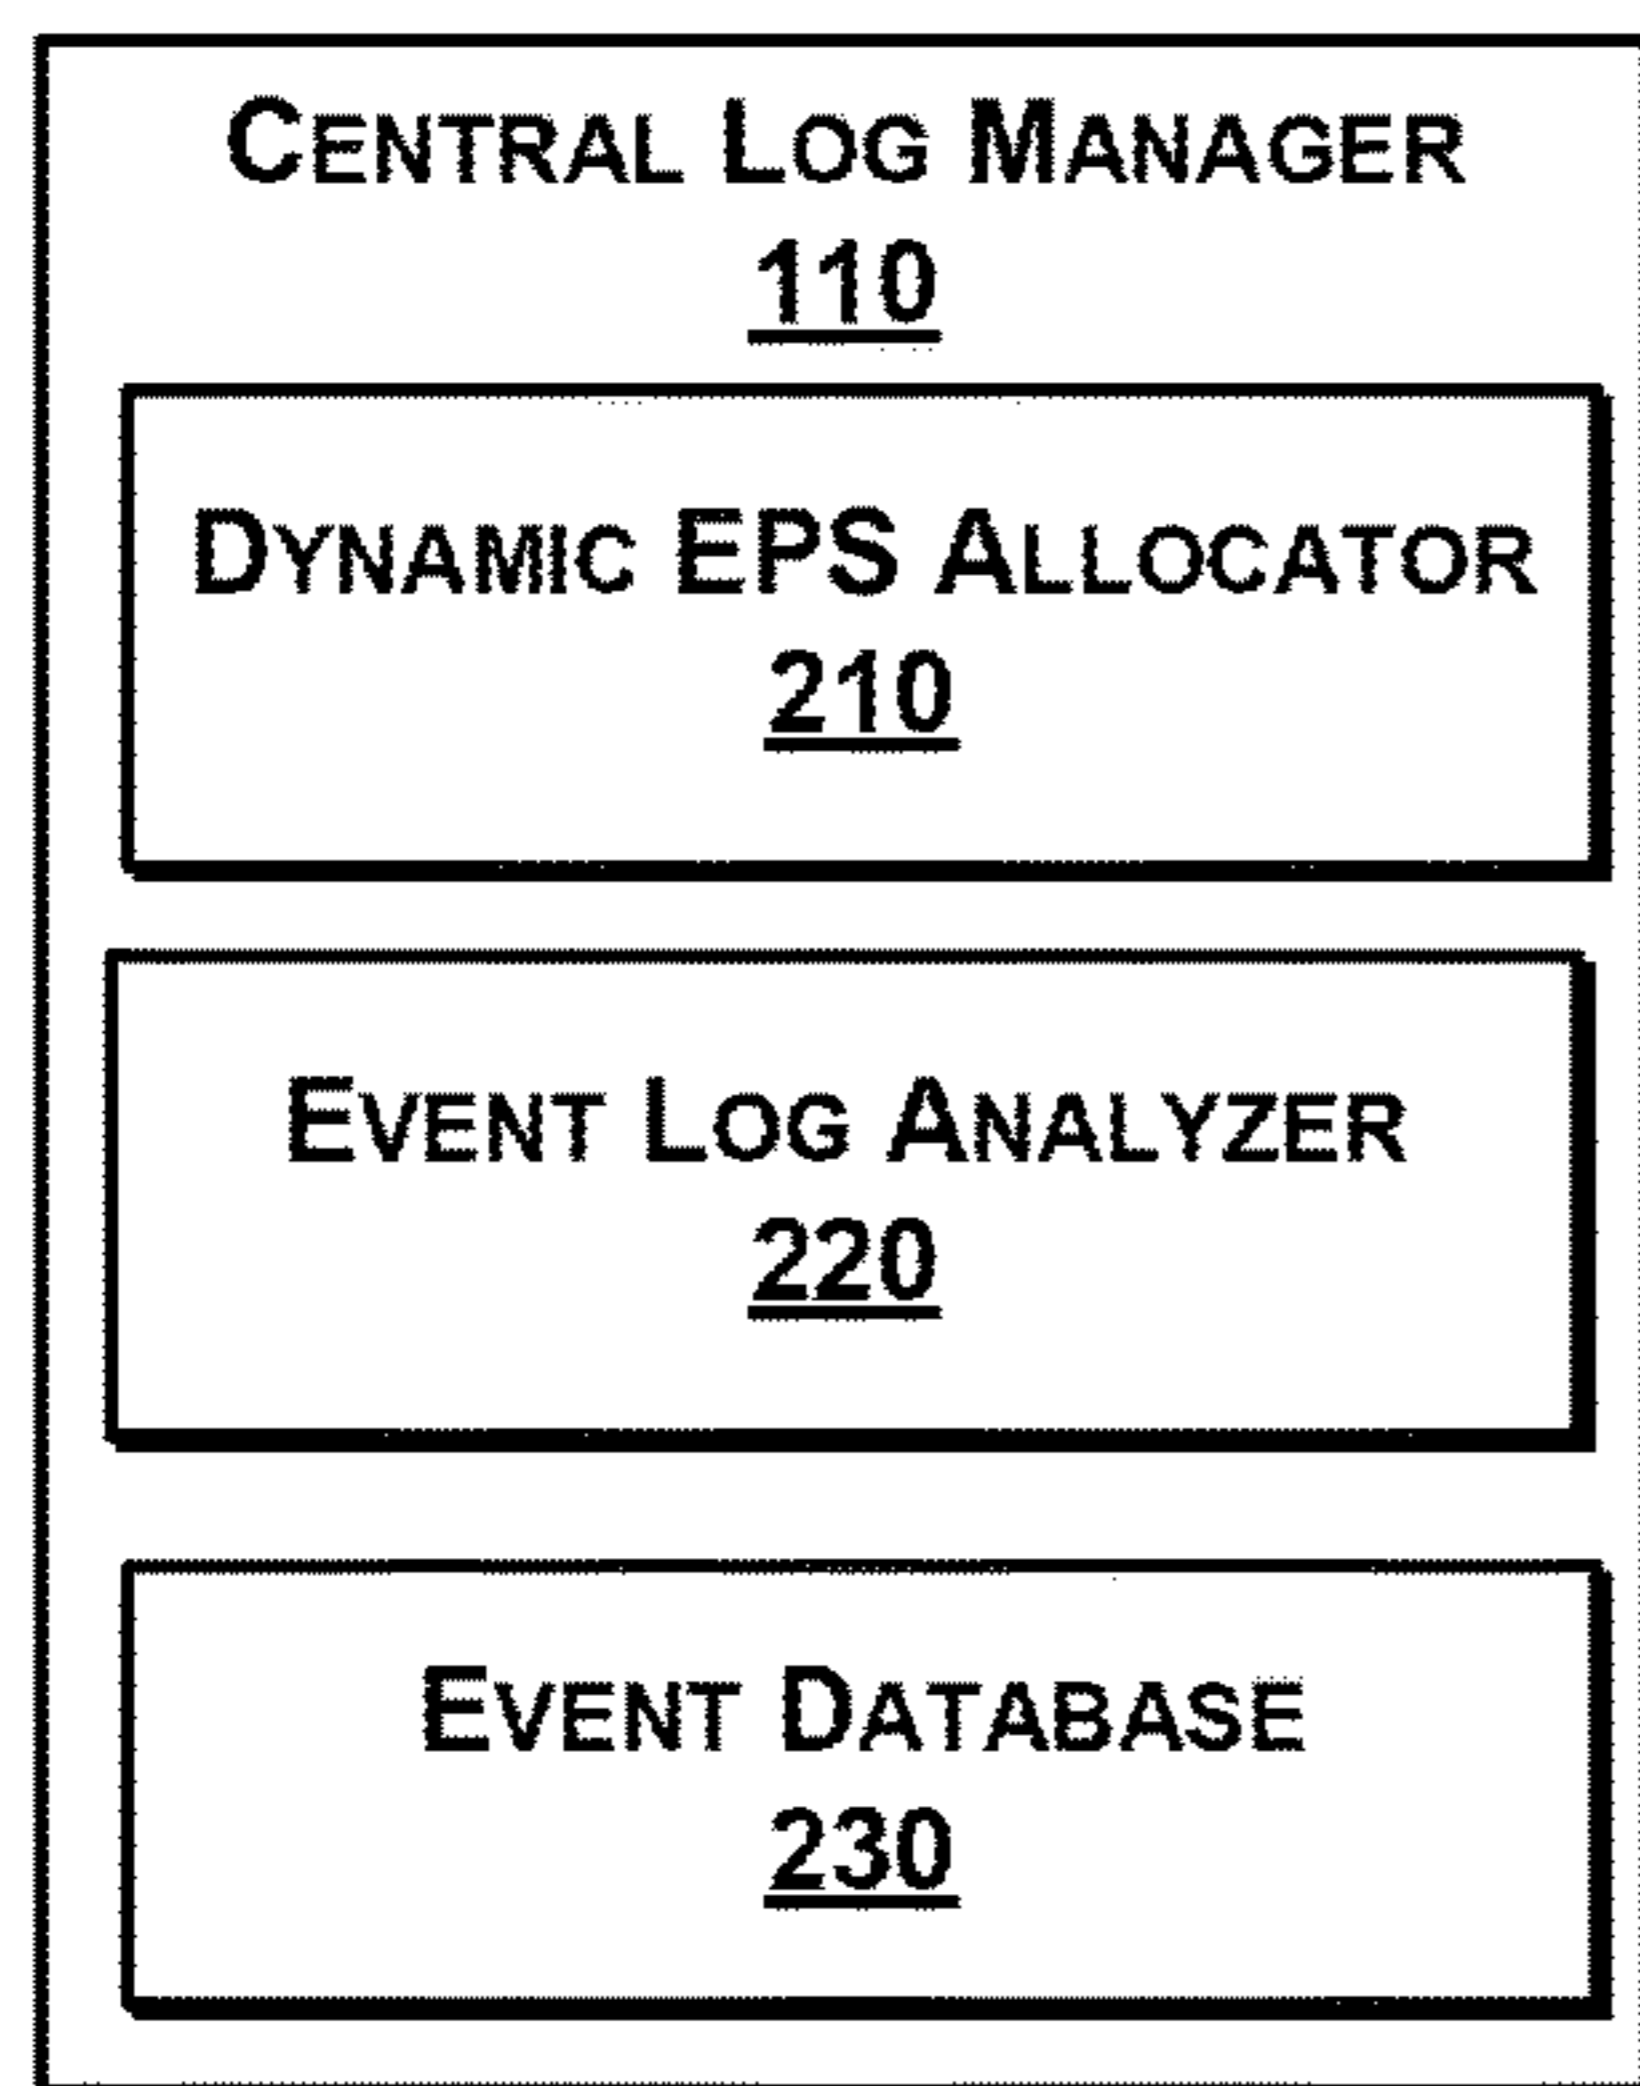 CENTRAL LOG MANAGER
110
DYNAMIC EPS ALLOCATOR
210
EVENT LOG ANALYZER
220
EVENT DATABASE
230